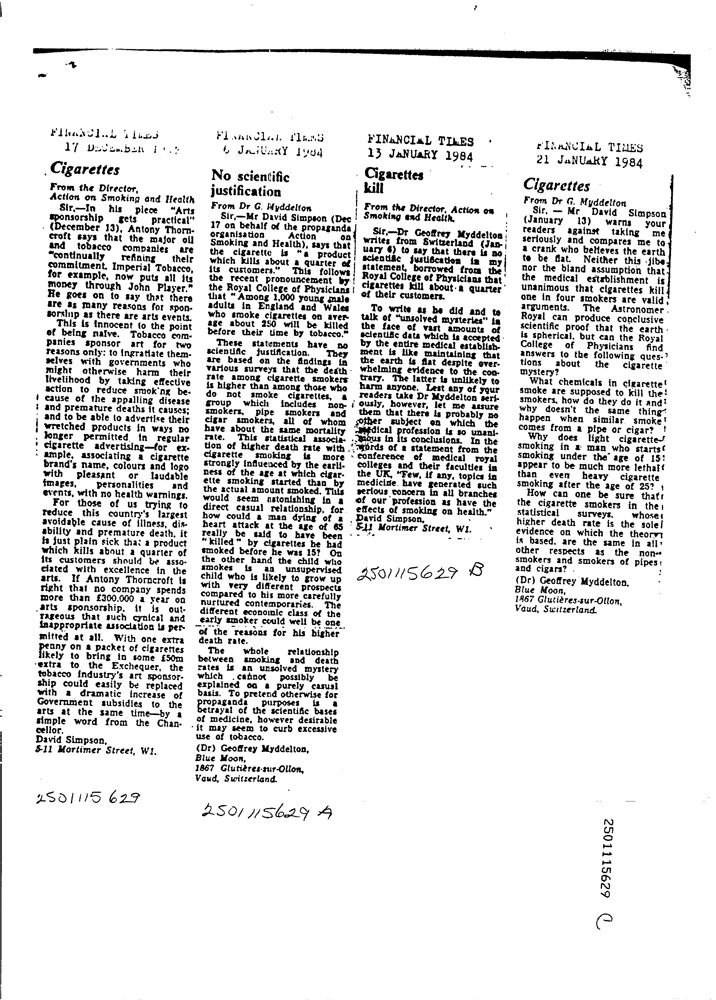 FINANCIAL TIMES
17 DECEMBER
Cigarettes
From the Director,
Action on Smoking and Health
Sir,—In his piece "Arts
sponsorship gets practical"
(December 13), Antony Thorn-
croft says that the major oil
and tobacco companies are
"continually refining their
commitment. Imperial Tobacco,
for example, now puts all its
money through John Player."
He goes on to say that there
are as many reasons for spon-
sorship as there are arts events.
This is innocent to the point
of being naïve. Tobacco com-
panies sponsor art for two
reasons only: to ingratiate them-
selves with governments who
might otherwise harm their
livelihood by taking effective
action to reduce smoking be-
cause of the appalling disease
and premature deaths it causes;
and to be able to advertise their
wretched products in ways no
longer permitted in regular
cigarette advertising—for ex-
ample, associating a cigarette
brand's name, colours and logo
with pleasant or laudable
images, personalities and
events, with no health warnings.
For those of us trying to
reduce this country's largest
avoidable cause of illness, dis-
ability and premature death, it
is just plain sick that a product
which kills about a quarter of
its customers should be asso-
ciated with excellence in the
arts. If Antony Thorncroft is
right that no company spends
more than £300,000 a year on
arts sponsorship, it is out-
rageous that such cynical and
inappropriate association is per-
mitted at all. With one extra
penny on a packet of cigarettes
likely to bring in some £50m
extra to the Exchequer, the
tobacco industry's art sponsor-
ship could easily be replaced
with a dramatic increase of
Government subsidies to the
arts at the same time—by a
simple word from the Chan-
cellor.
David Simpson,
5-11 Mortimer Street, W1.
2501115629
FINANCIAL TIMES
6 JANUARY 1984
No scientific
justification
From Dr G. Myddelton
Sir,—Mr David Simpson (Dec
17 on behalf of the propaganda
organisation Action on
Smoking and Health), says that
the cigarette is "a product
which kills about a quarter of
its customers." This follows
the recent pronouncement by
the Royal College of Physicians
that "Among 1,000 young male
adults in England and Wales
who smoke cigarettes on aver-
age about 250 will be killed
before their time by tobacco."
These statements have no
scientific justification. They
are based on the findings in
various surveys that the death
rate among cigarette smokers
is higher than among those who
do not smoke cigarettes, a
group which includes non-
smokers, pipe smokers and
cigar smokers, all of whom
have about the same mortality
rate. This statistical associa-
tion of higher death rate with
cigarette smoking is more
strongly influenced by the earli-
ness of the age at which cigar-
ette smoking started than by
the actual amount smoked. This
would seem astonishing in a
direct casual relationship, for
how could a man dying of a
heart attack at the age of 65
really be said to have been
"killed" by cigarettes he had
smoked before he was 15? On
the other hand the child who
smokes is an unsupervised
child who is likely to grow up
with very different prospects
compared to his more carefully
nurtured contemporaries. The
different economic class of the
early smoker could well be one
of the reasons for his higher
death rate.
The whole relationship
between smoking and death
rates is an unsolved mystery
which cannot possibly be
explained on a purely casual
basis. To pretend otherwise for
propaganda purposes is a
betrayal of the scientific bases
of medicine, however desirable
it may seem to curb excessive
use of tobacco.
(Dr) Geoffrey Myddelton,
Blue Moon,
1867 Glutières-sur-Ollon,
Vaud, Switzerland.
2501115629 A
FINANCIAL TIMES
13 JANUARY 1984
Cigarettes
kill
From the Director, Action on
Smoking and Health.
Sir,—Dr Geoffrey Myddelton
writes from Switzerland (Jan-
uary 6) to say that there is no
scientific justification in my
statement, borrowed from the
Royal College of Physicians that
cigarettes kill about a quarter
of their customers.
To write as he did and to
talk of "unsolved mysteries" in
the face of vast amounts of
scientific data which is accepted
by the entire medical establish-
ment is like maintaining that
the earth is flat despite over-
whelming evidence to the con-
trary. The latter is unlikely to
harm anyone. Lest any of your
readers take Dr Myddelton seri-
ously, however, let me assure
them that there is probably no
other subject on which the
medical profession is so unani-
mous in its conclusions. In the
words of a statement from the
conference of medical royal
colleges and their faculties in
the UK, "Few, if any, topics in
medicine have generated such
serious concern in all branches
of our profession as have the
effects of smoking on health."
David Simpson,
5-11 Mortimer Street, W1.
2501115629 B
FINANCIAL TIMES
21 JANUARY 1984
Cigarettes
From Dr G. Myddelton
Sir, — Mr David Simpson
(January 13) warns your
readers against taking me
seriously and compares me to
a crank who believes the earth
to be flat. Neither this jibe
nor the bland assumption that
the medical establishment is
unanimous that cigarettes kill
one in four smokers are valid
arguments. The Astronomer
Royal can produce conclusive
scientific proof that the earth
is spherical, but can the Royal
College of Physicians find
answers to the following ques-
tions about the cigarette
mystery?
What chemicals in cigarette
smoke are supposed to kill the
smokers, how do they do it and
why doesn't the same thing
happen when similar smoke
comes from a pipe or cigar?
Why does light cigarette
smoking in a man who starts
smoking under the age of 15
appear to be much more lethal
than even heavy cigarette
smoking after the age of 25?
How can one be sure that
the cigarette smokers in the
statistical surveys, whose
higher death rate is the sole
evidence on which the theory
is based, are the same in all
other respects as the non-
smokers and smokers of pipes
and cigars?
(Dr) Geoffrey Myddelton,
Blue Moon,
1867 Glutières-sur-Ollon,
Vaud, Switzerland.
2501115629 C